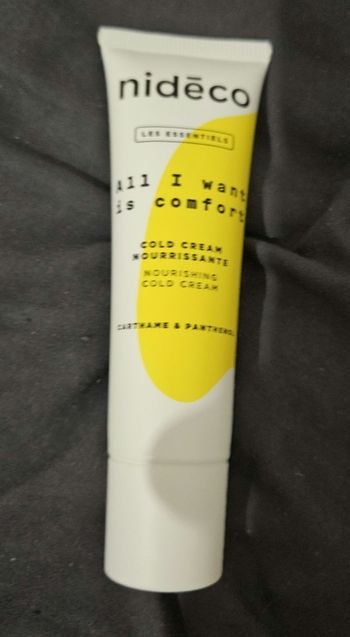 nidēco
LES ESSENTIELS
All I want
is comfort
COLD CREAM
NOURRISSANTE
NOURISHING
COLD CREAM
CARTHAME & PANTHENOL